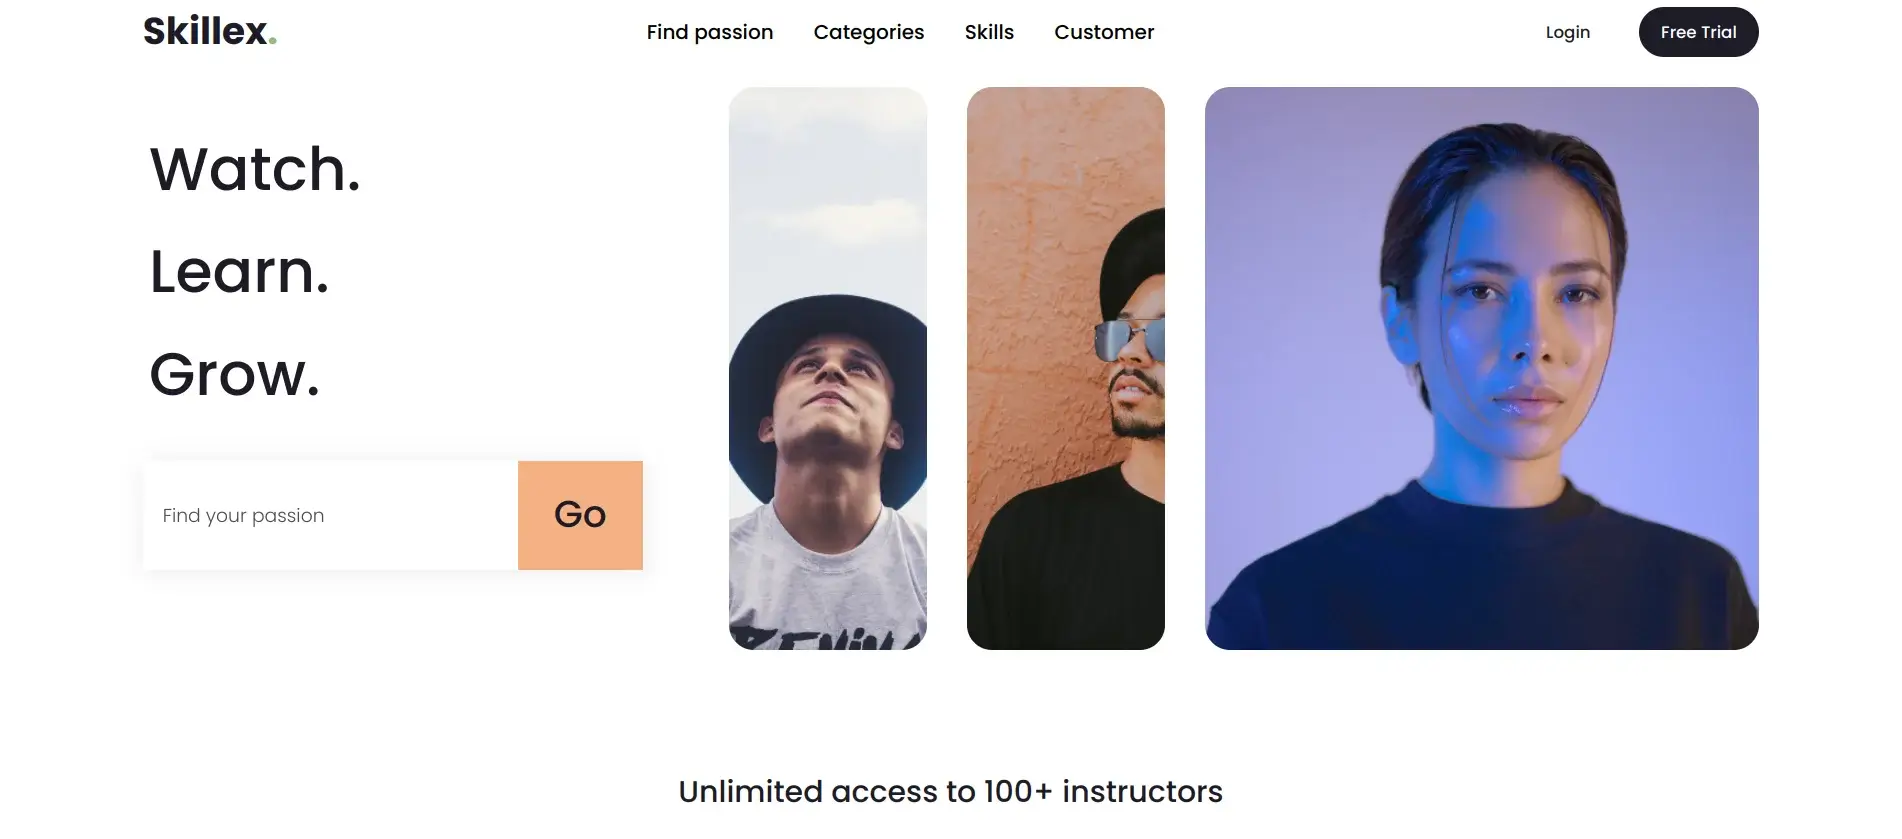 Skillex.
Find passion
Categories
Skills
Customer
Login
Free Trial
Watch.
Learn.
Grow.
Find your passion
Go
Unlimited access to 100+ instructors